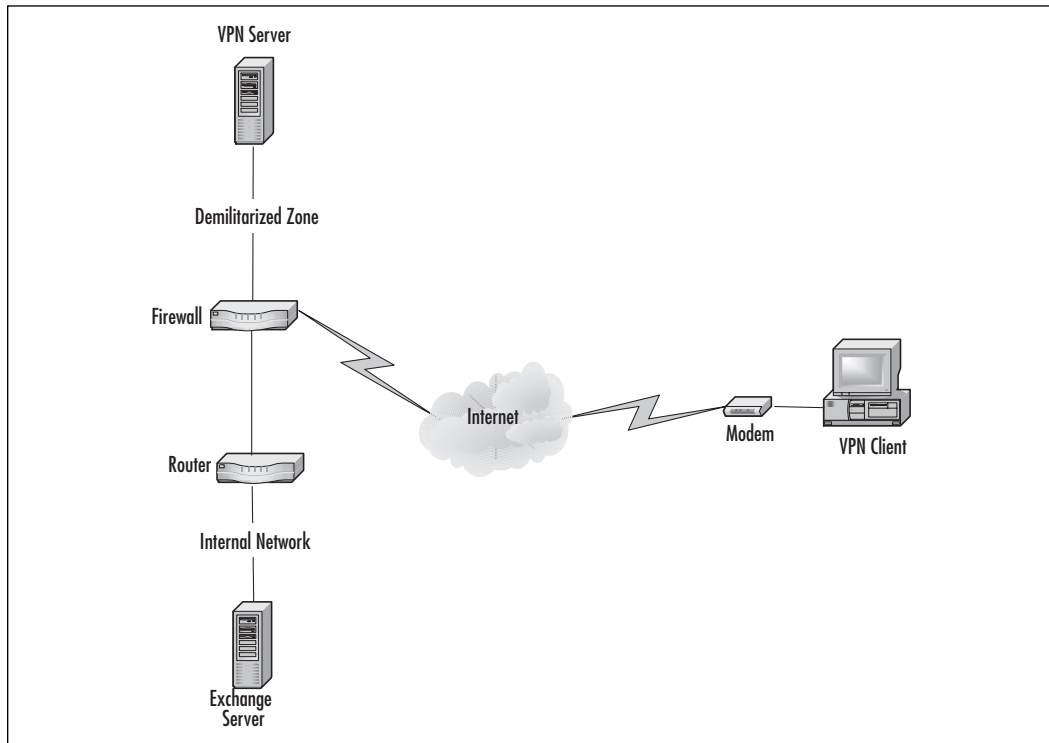 VPN Server
Demilitarized Zone
Firewall
Internet
Modem
VPN Client
Router
Internal Network
Exchange
Server